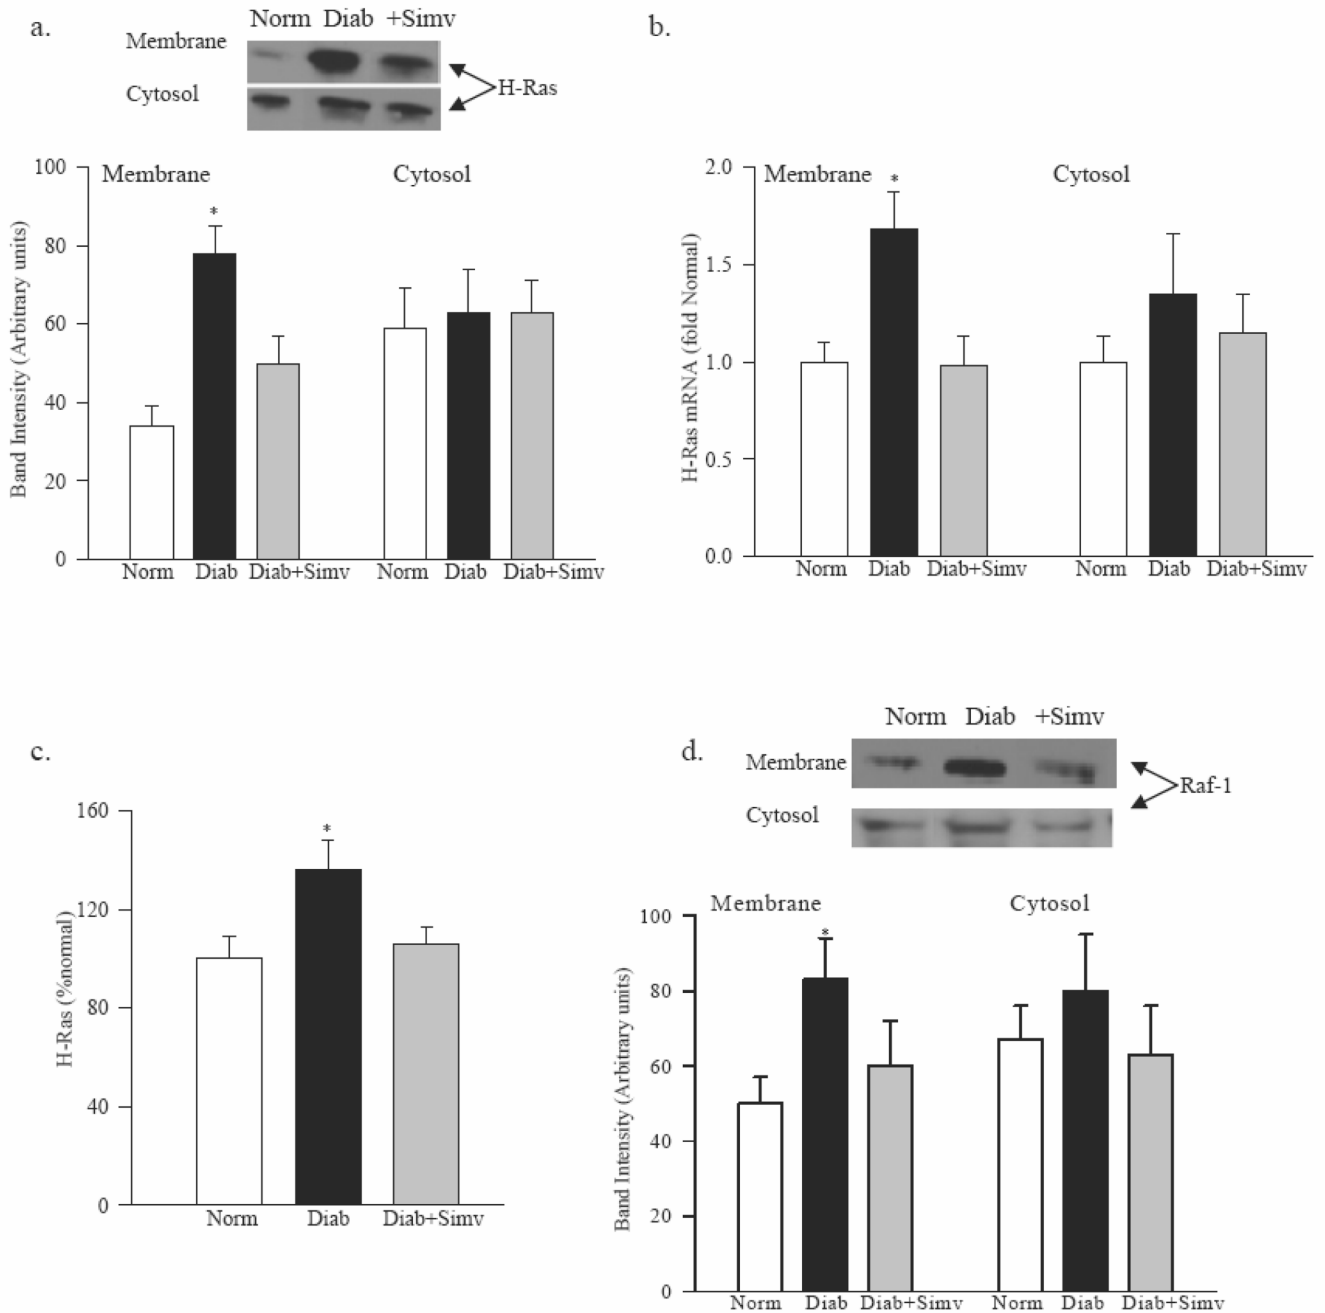 a.
Norm Diab +Simv
Membrane
Cytosol
H-Ras
Membrane Cytosol
*
100
80
60
40
20
0
Band Intensity (Arbitrary units)
Norm Diab Diab+Simv Norm Diab Diab+Simv
b.
Membrane * Cytosol
2.0
1.5
1.0
0.5
0.0
H-Ras mRNA (fold Normal)
Norm Diab Diab+Simv Norm Diab Diab+Simv
c.
160
120
80
40
0
*
H-Ras (%normal)
Norm Diab Diab+Simv
d.
Norm Diab +Simv
Membrane
Cytosol
Raf-1
Membrane Cytosol
*
100
80
60
40
20
0
Band Intensity (Arbitrary units)
Norm Diab Diab+Simv Norm Diab Diab+Simv